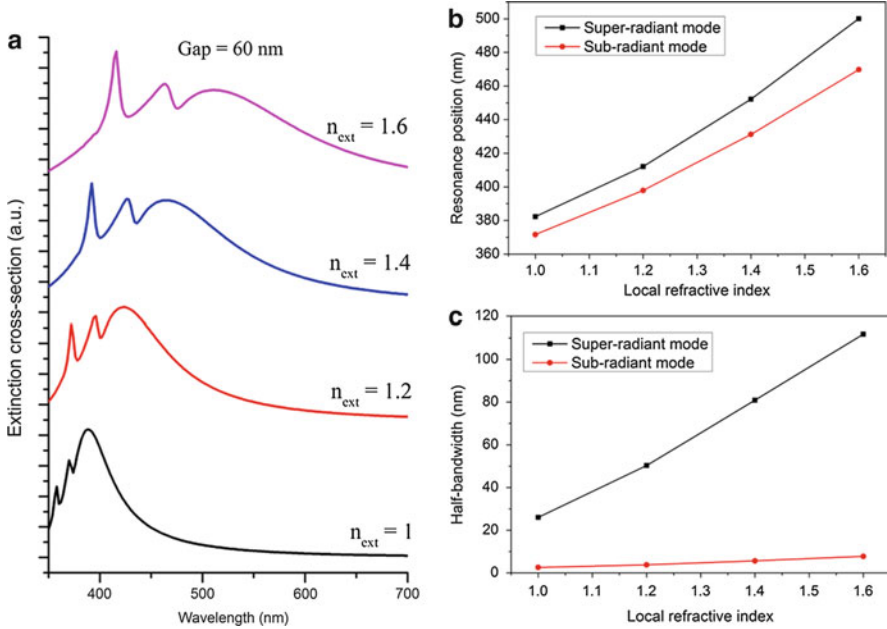 a
Gap = 60 nm
n_ext = 1.6
n_ext = 1.4
n_ext = 1.2
n_ext = 1
Extinction cross-section (a.u.)
400 500 600 700
Wavelength (nm)
b
Super-radiant mode
Sub-radiant mode
500
480
460
440
420
400
380
360
Resonance position (nm)
1.0 1.1 1.2 1.3 1.4 1.5 1.6
Local refractive index
c
Super-radiant mode
Sub-radiant mode
120
100
80
60
40
20
0
Half-bandwidth (nm)
1.0 1.1 1.2 1.3 1.4 1.5 1.6
Local refractive index